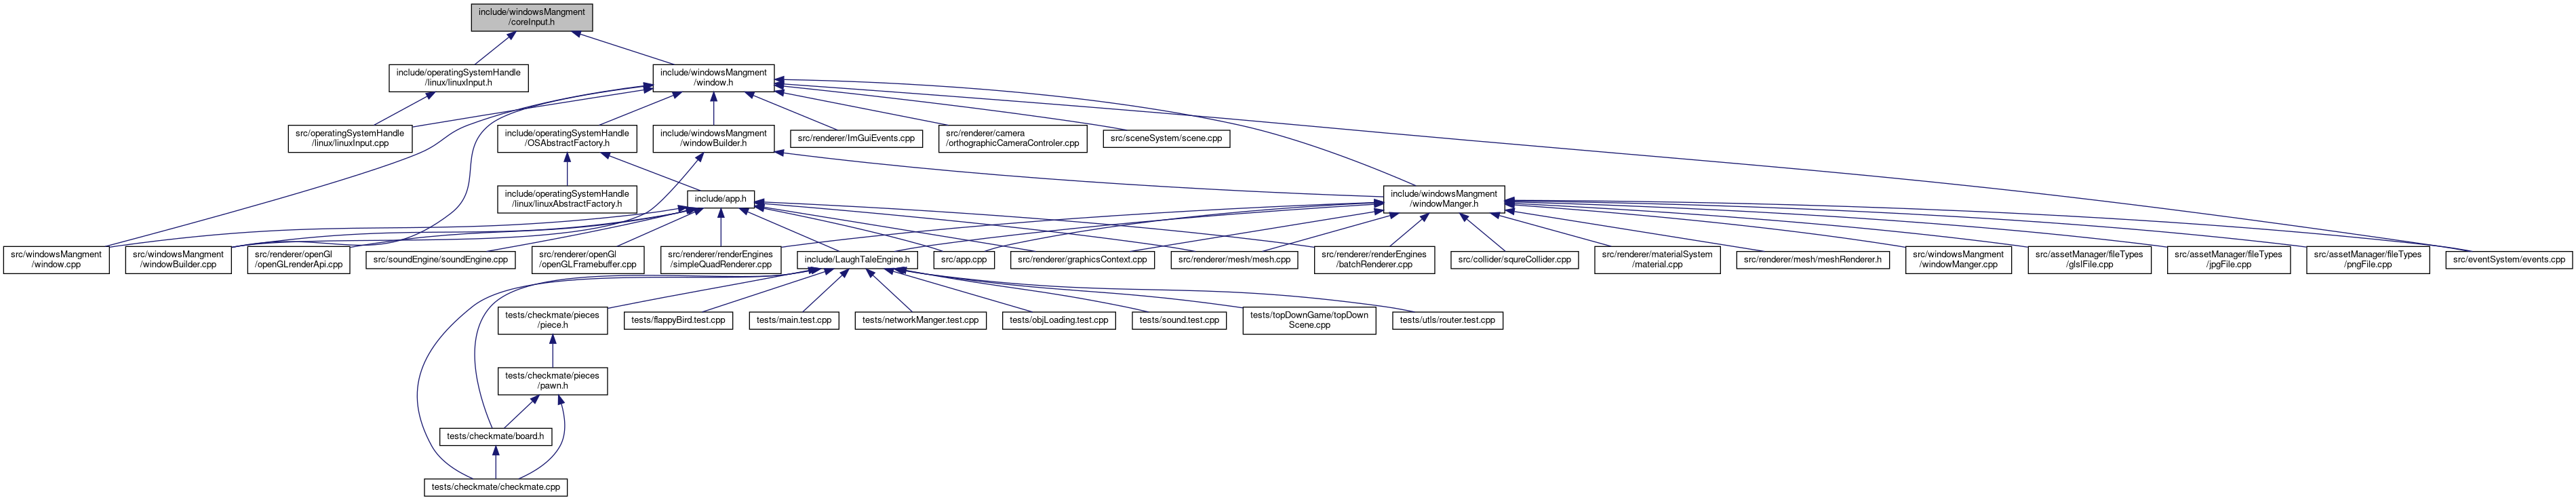 include/windowsMangment
/coreInput.h
include/operatingSystemHandle
/linux/linuxInput.h
include/windowsMangment
/window.h
src/operatingSystemHandle
/linux/linuxInput.cpp
include/operatingSystemHandle
/OSAbstractFactory.h
include/windowsMangment
/windowBuilder.h
src/renderer/ImGuiEvents.cpp
src/renderer/camera
/orthographicCameraControler.cpp
src/sceneSystem/scene.cpp
include/operatingSystemHandle
/linux/linuxAbstractFactory.h
include/app.h
include/windowsMangment
/windowManger.h
src/windowsMangment
/window.cpp
src/windowsMangment
/windowBuilder.cpp
src/renderer/openGl
/openGLrenderApi.cpp
src/soundEngine/soundEngine.cpp
src/renderer/openGl
/openGLFramebuffer.cpp
src/renderer/renderEngines
/simpleQuadRenderer.cpp
include/LaughTaleEngine.h
src/app.cpp
src/renderer/graphicsContext.cpp
src/renderer/mesh/mesh.cpp
src/renderer/renderEngines
/batchRenderer.cpp
src/collider/squreCollider.cpp
src/renderer/materialSystem
/material.cpp
src/renderer/mesh/meshRenderer.h
src/windowsMangment
/windowManger.cpp
src/assetManager/fileTypes
/glslFile.cpp
src/assetManager/fileTypes
/jpgFile.cpp
src/assetManager/fileTypes
/pngFile.cpp
src/eventSystem/events.cpp
tests/checkmate/pieces
/piece.h
tests/flappyBird.test.cpp
tests/main.test.cpp
tests/networkManger.test.cpp
tests/objLoading.test.cpp
tests/sound.test.cpp
tests/topDownGame/topDown
Scene.cpp
tests/utls/router.test.cpp
tests/checkmate/pieces
/pawn.h
tests/checkmate/board.h
tests/checkmate/checkmate.cpp